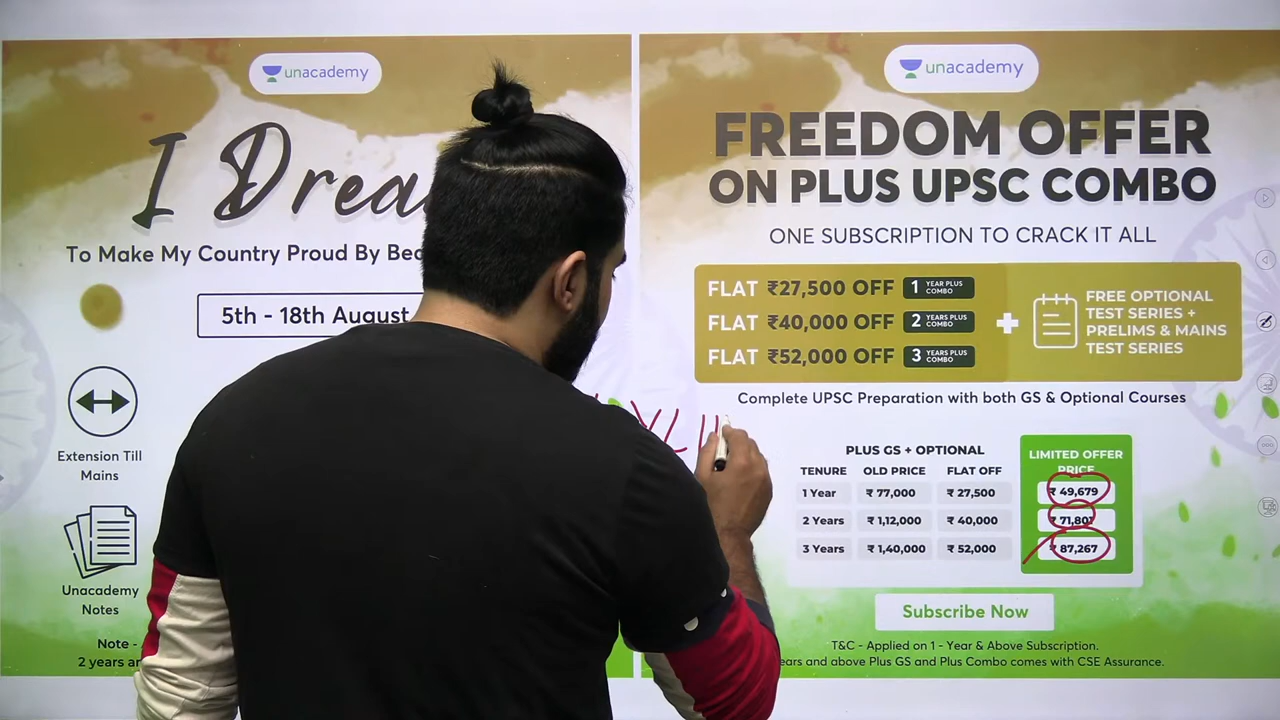 unacademy
I Drea
To Make My Country Proud By Bec
5th - 18th August
Extension Till
Mains
Unacademy
Notes
Note -
2 years an
unacademy
FREEDOM OFFER
ON PLUS UPSC COMBO
ONE SUBSCRIPTION TO CRACK IT ALL
FLAT ₹27,500 OFF 1 YEAR PLUS COMBO
FLAT ₹40,000 OFF 2 YEARS PLUS COMBO
FLAT ₹52,000 OFF 3 YEARS PLUS COMBO
+
FREE OPTIONAL
TEST SERIES +
PRELIMS & MAINS
TEST SERIES
Complete UPSC Preparation with both GS & Optional Courses
PLUS GS + OPTIONAL LIMITED OFFER
TENURE OLD PRICE FLAT OFF PRICE
1 Year ₹ 77,000 ₹ 27,500 ₹ 49,679
2 Years ₹ 1,12,000 ₹ 40,000 ₹ 71,801
3 Years ₹ 1,40,000 ₹ 52,000 ₹ 87,267
Subscribe Now
T&C - Applied on 1 - Year & Above Subscription.
ears and above Plus GS and Plus Combo comes with CSE Assurance.